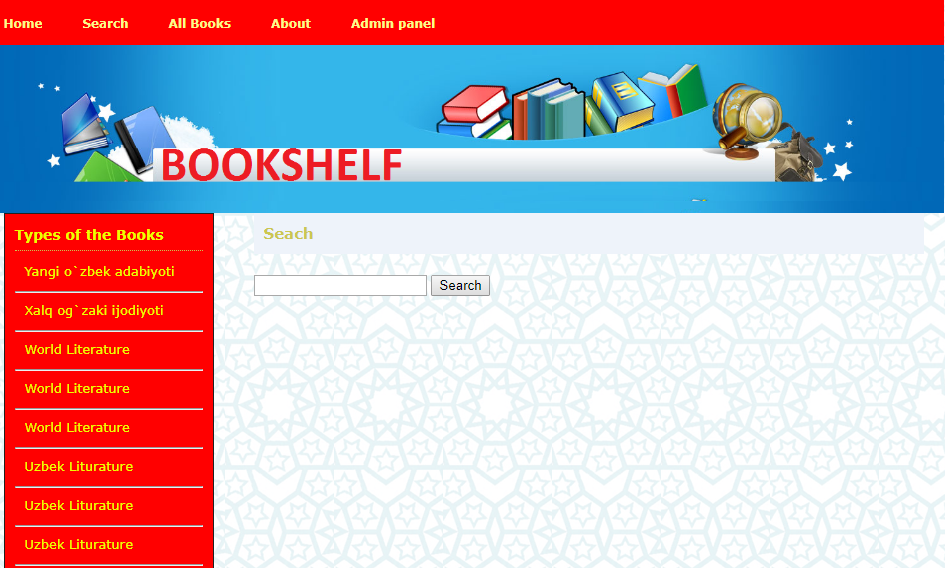 Home Search All Books About Admin panel
BOOKSHELF
Types of the Books
Yangi o`zbek adabiyoti
Xalq og`zaki ijodiyoti
World Literature
World Literature
World Literature
Uzbek Liturature
Uzbek Liturature
Uzbek Liturature
Seach
Search